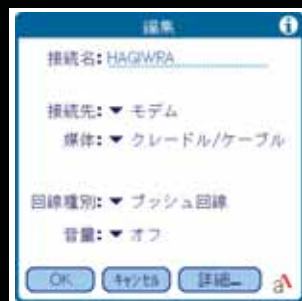 編集
接続名: HAGIWRA
接続先: モデム
媒体: クレードル/ケーブル
回線種別: プッシュ回線
音量: オフ
OK キャンセル 詳細...